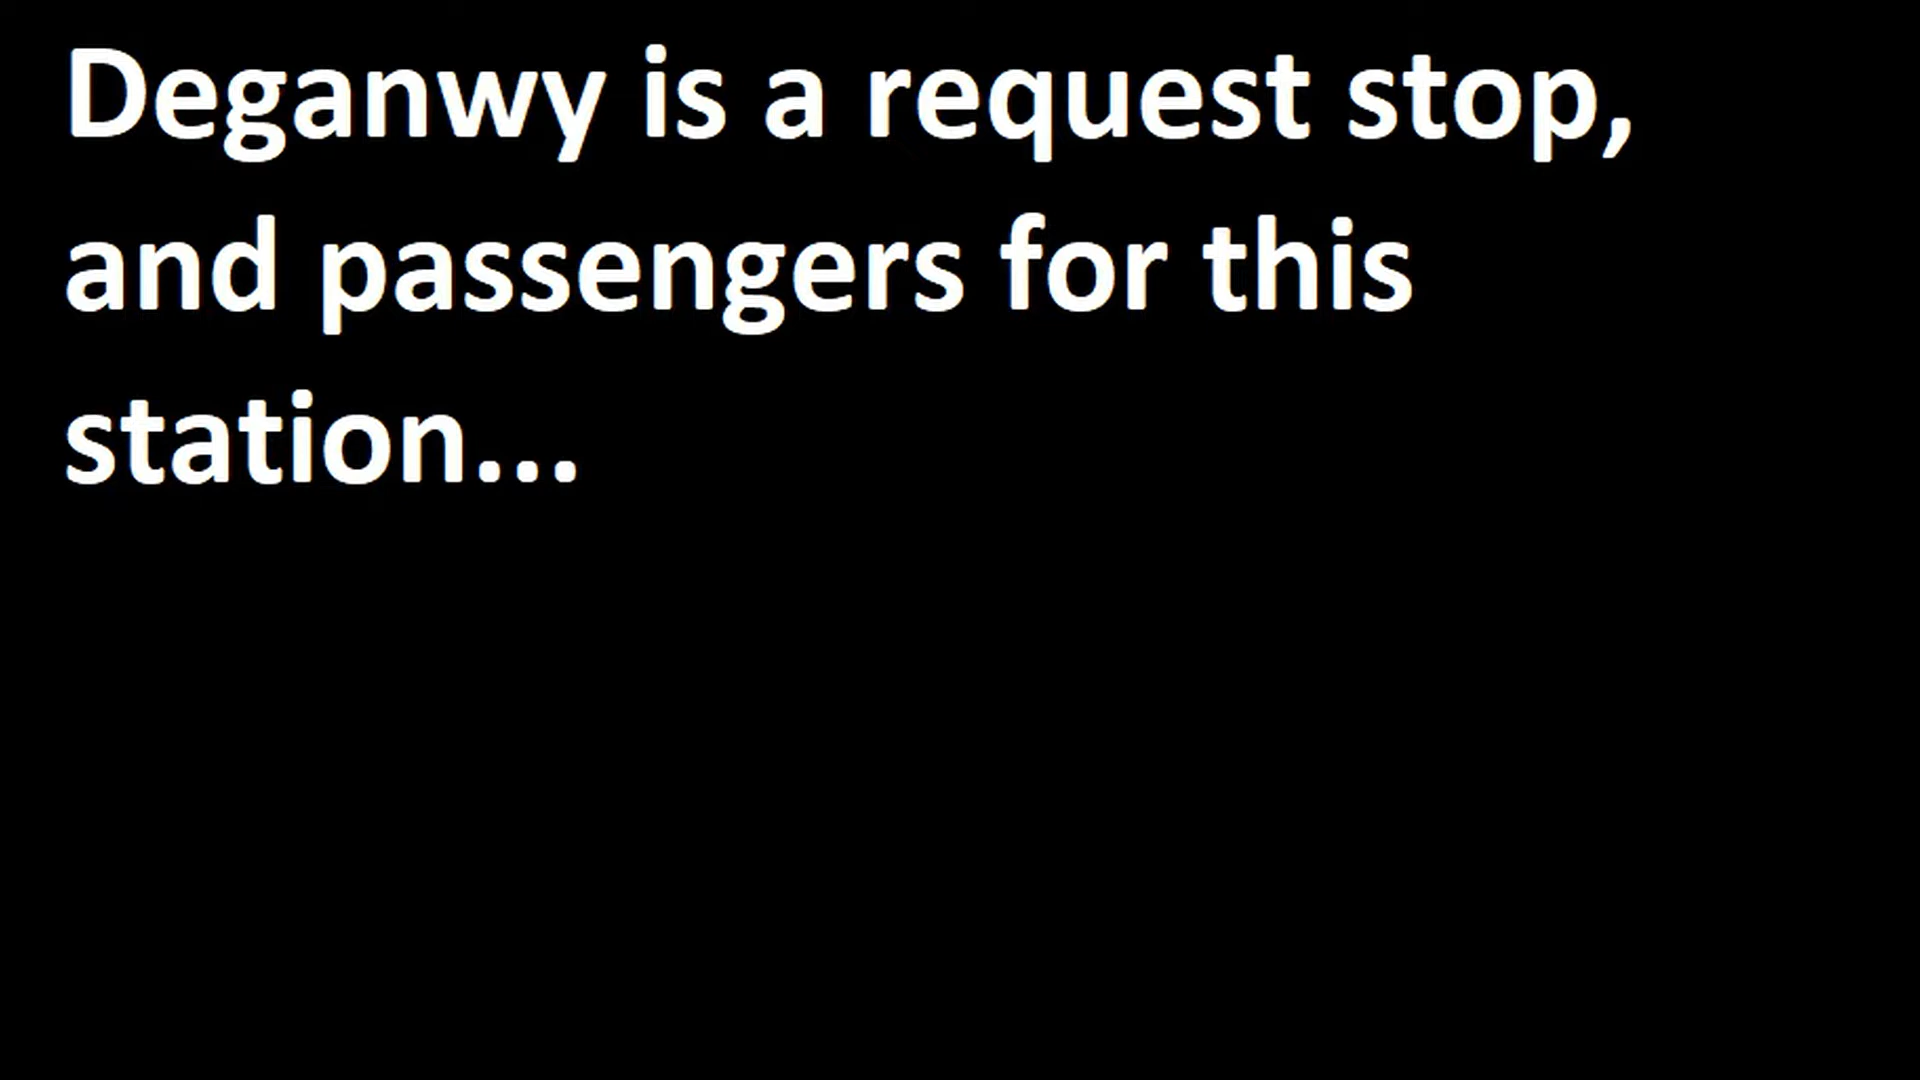 Deganwy is a request stop,
and passengers for this
station...